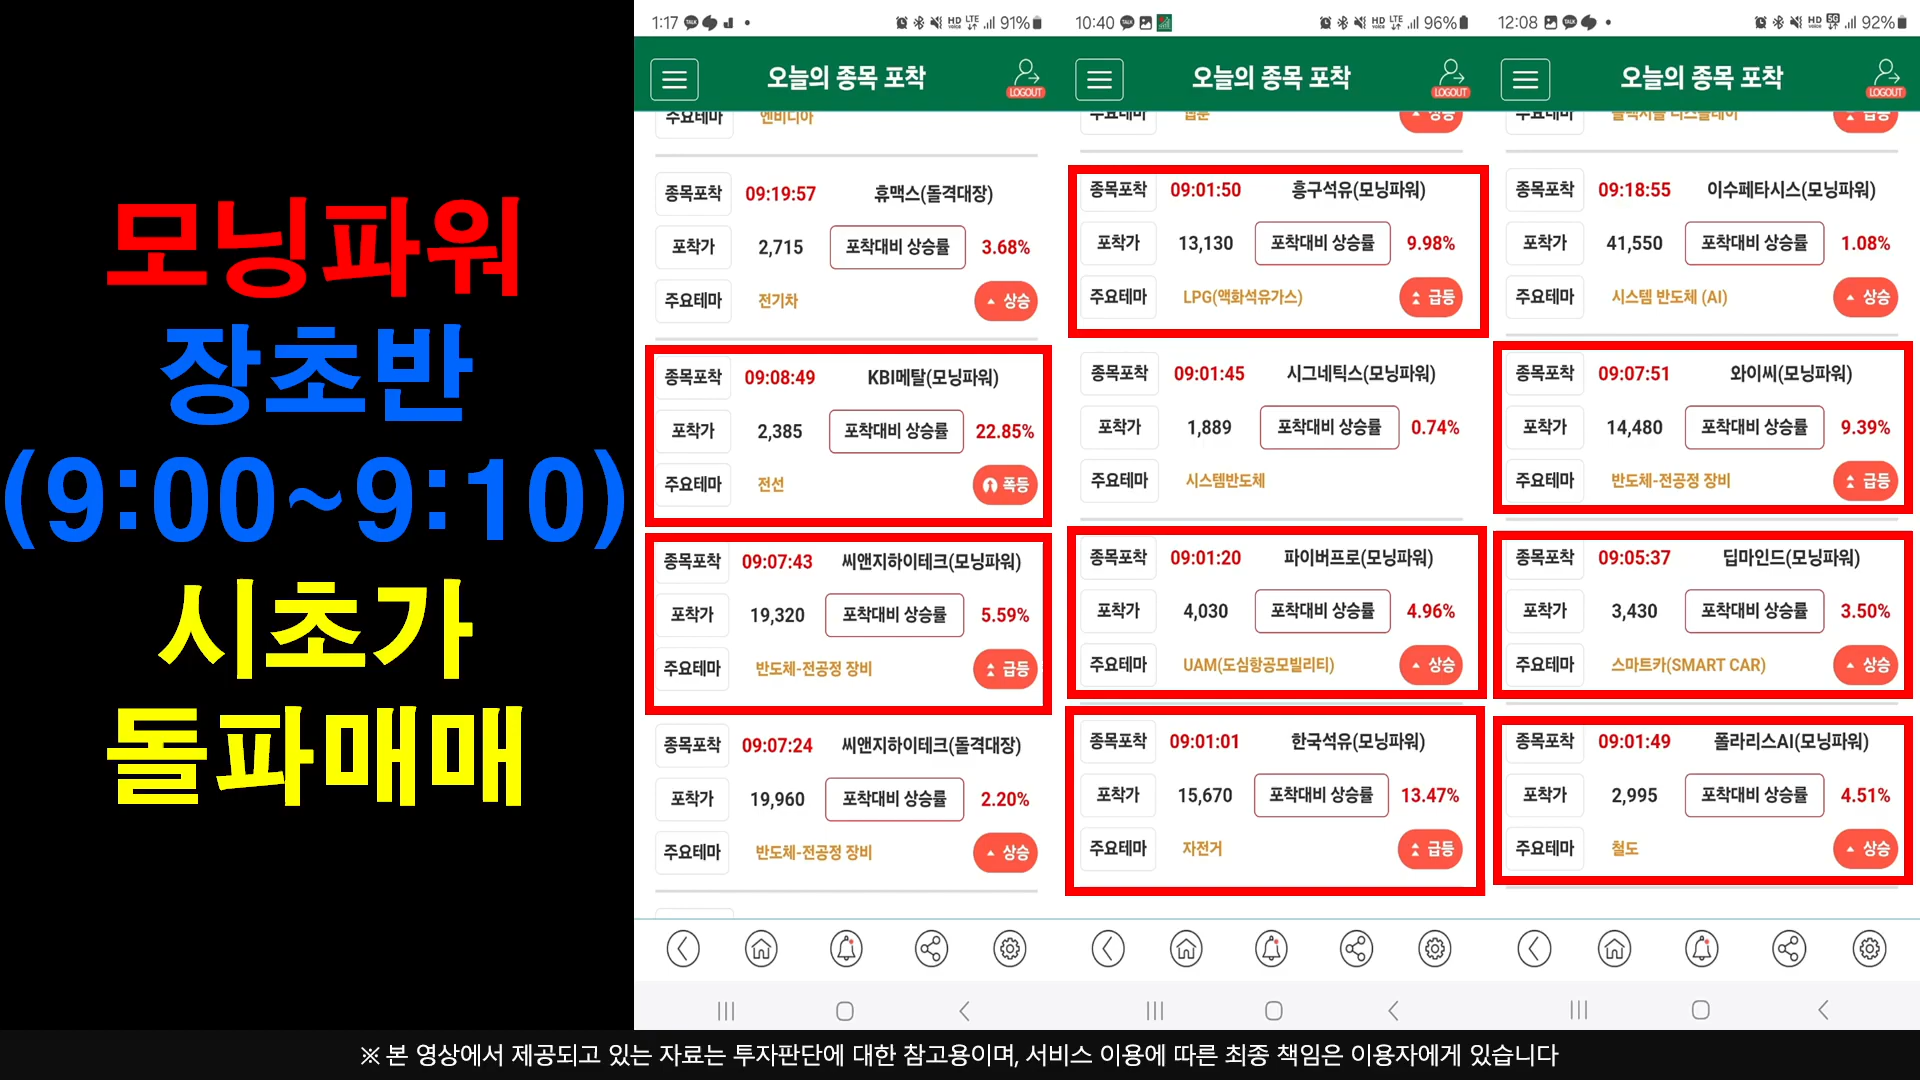 모닝파워
장초반
(9:00~9:10)
시초가
돌파매매
1:17
91%
오늘의 종목 포착
LOGOUT
주요테마 엔비디아
종목포착 09:19:57 휴맥스(돌격대장)
포착가 2,715 포착대비 상승률 3.68%
주요테마 전기차 상승
종목포착 09:08:49 KBI메탈(모닝파워)
포착가 2,385 포착대비 상승률 22.85%
주요테마 전선 폭등
종목포착 09:07:43 씨앤지하이테크(모닝파워)
포착가 19,320 포착대비 상승률 5.59%
주요테마 반도체-전공정 장비 급등
종목포착 09:07:24 씨앤지하이테크(돌격대장)
포착가 19,960 포착대비 상승률 2.20%
주요테마 반도체-전공정 장비 상승
10:40
96%
오늘의 종목 포착
LOGOUT
주요테마 상승
종목포착 09:01:50 흥구석유(모닝파워)
포착가 13,130 포착대비 상승률 9.98%
주요테마 LPG(액화석유가스) 급등
종목포착 09:01:45 시그네틱스(모닝파워)
포착가 1,889 포착대비 상승률 0.74%
주요테마 시스템반도체
종목포착 09:01:20 파이버프로(모닝파워)
포착가 4,030 포착대비 상승률 4.96%
주요테마 UAM(도심항공모빌리티) 상승
종목포착 09:01:01 한국석유(모닝파워)
포착가 15,670 포착대비 상승률 13.47%
주요테마 자전거 급등
12:08
92%
오늘의 종목 포착
LOGOUT
주요테마 플렉서블 디스플레이 급등
종목포착 09:18:55 이수페타시스(모닝파워)
포착가 41,550 포착대비 상승률 1.08%
주요테마 시스템 반도체 (AI) 상승
종목포착 09:07:51 와이씨(모닝파워)
포착가 14,480 포착대비 상승률 9.39%
주요테마 반도체-전공정 장비 급등
종목포착 09:05:37 딥마인드(모닝파워)
포착가 3,430 포착대비 상승률 3.50%
주요테마 스마트카(SMART CAR) 상승
종목포착 09:01:49 폴라리스AI(모닝파워)
포착가 2,995 포착대비 상승률 4.51%
주요테마 철도 상승
※ 본 영상에서 제공되고 있는 자료는 투자판단에 대한 참고용이며, 서비스 이용에 따른 최종 책임은 이용자에게 있습니다